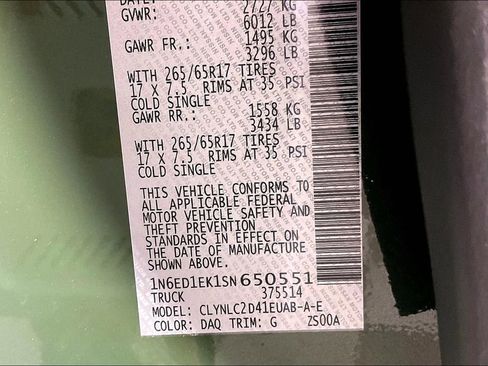 DATE:
GVWR: 2727 KG
6012 LB
GAWR FR.: 1495 KG
3296 LB
WITH 265/65R17 TIRES
17 X 7.5 RIMS AT 35 PSI
COLD SINGLE
GAWR RR.: 1558 KG
3434 LB
WITH 265/65R17 TIRES
17 X 7.5 RIMS AT 35 PSI
COLD SINGLE
THIS VEHICLE CONFORMS TO
ALL APPLICABLE FEDERAL
MOTOR VEHICLE SAFETY AND
THEFT PREVENTION
STANDARDS IN EFFECT ON
THE DATE OF MANUFACTURE
SHOWN ABOVE.
1N6ED1EK1SN650551
TRUCK 375514
MODEL: CLYNLC2D41EUAB-A-E
COLOR: DAQ TRIM: G ZS00A